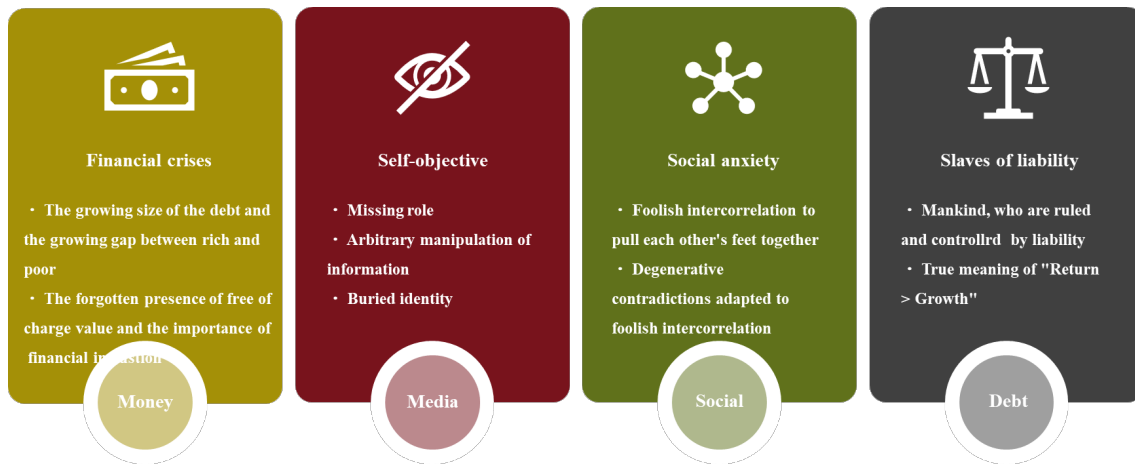 Financial crises
・ The growing size of the debt and
the growing gap between rich and
poor
・ The forgotten presence of free of
charge value and the importance of
financial
Money
Self-objective
・ Missing role
・ Arbitrary manipulation of
information
・ Buried identity
Media
Social anxiety
・ Foolish intercorrelation to
pull each other's feet together
・ Degenerative
contradictions adapted to
foolish intercorrelation
Social
Slaves of liability
・ Mankind, who are ruled
and controllrd by liability
・ True meaning of "Return
> Growth"
Debt